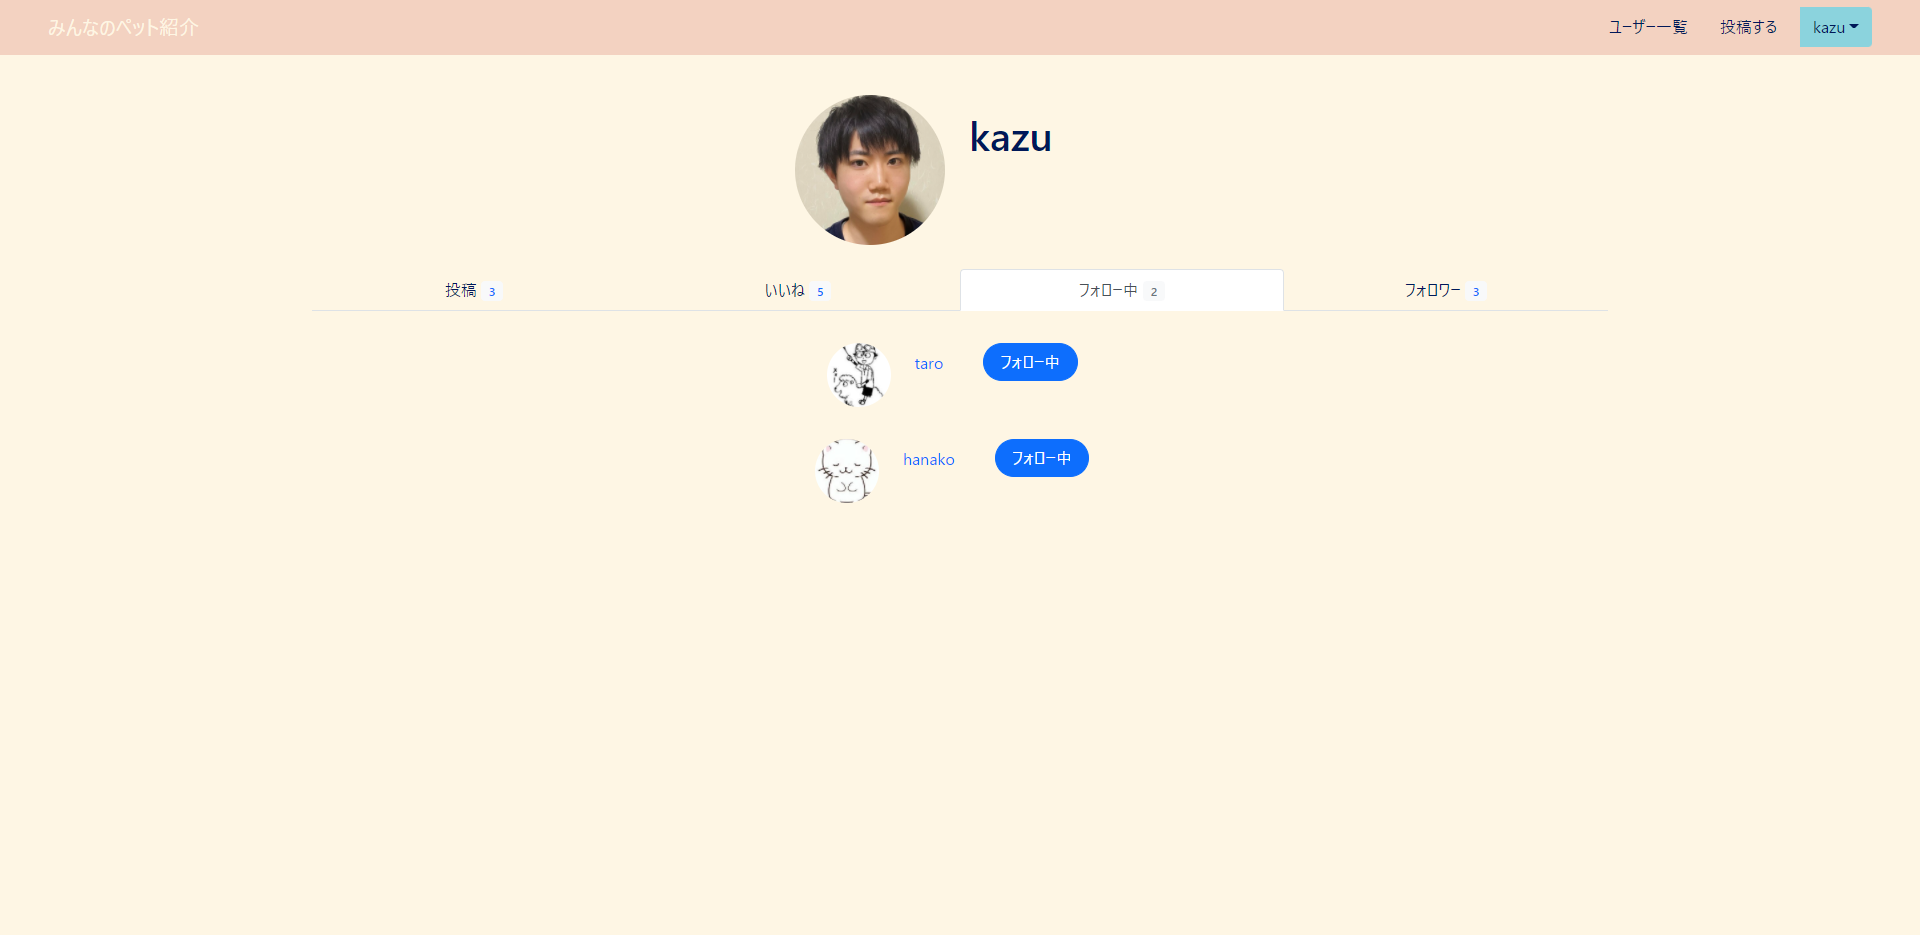 みんなのペット紹介
ユーザー一覧 投稿する kazu
kazu
投稿 3 いいね 5 フォロー中 2 フォロワー 3
taro フォロー中
hanako フォロー中